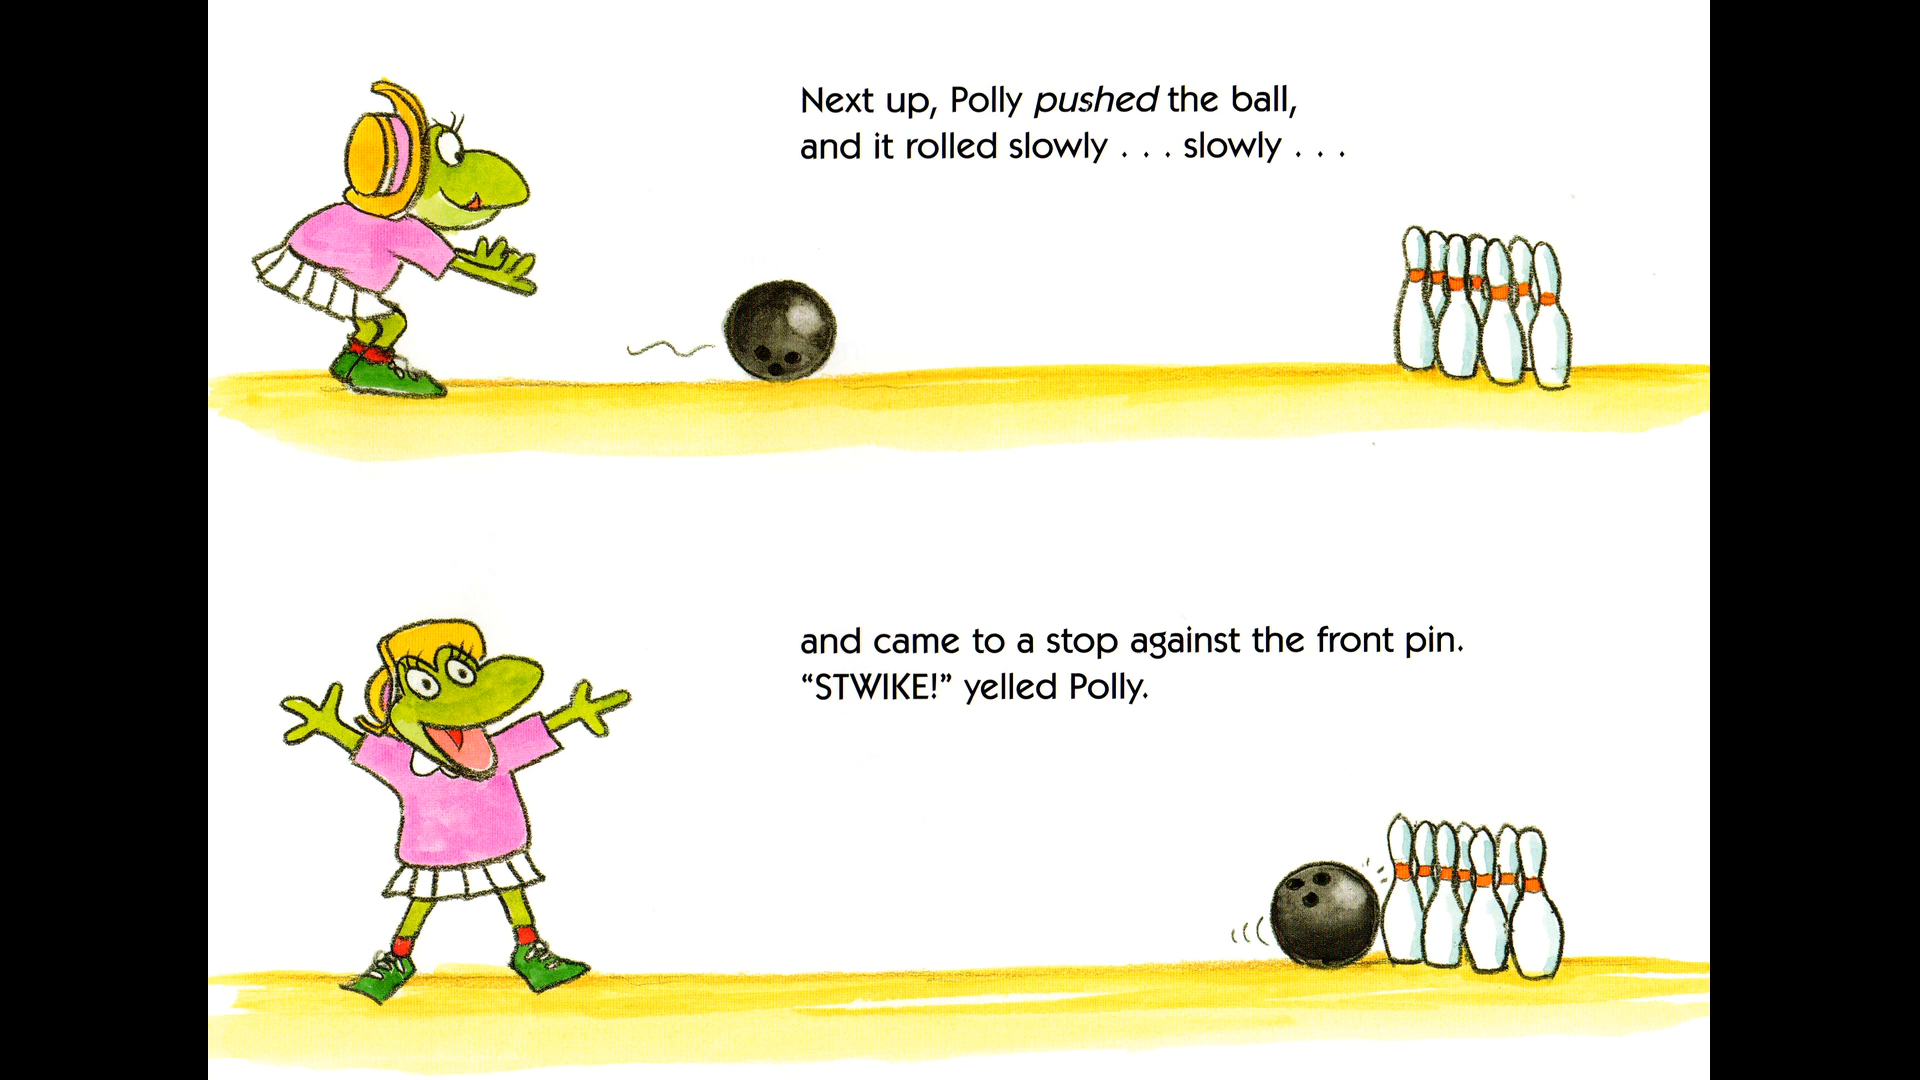 Next up, Polly pushed the ball,
and it rolled slowly . . . slowly . . .
and came to a stop against the front pin.
“STWIKE!” yelled Polly.